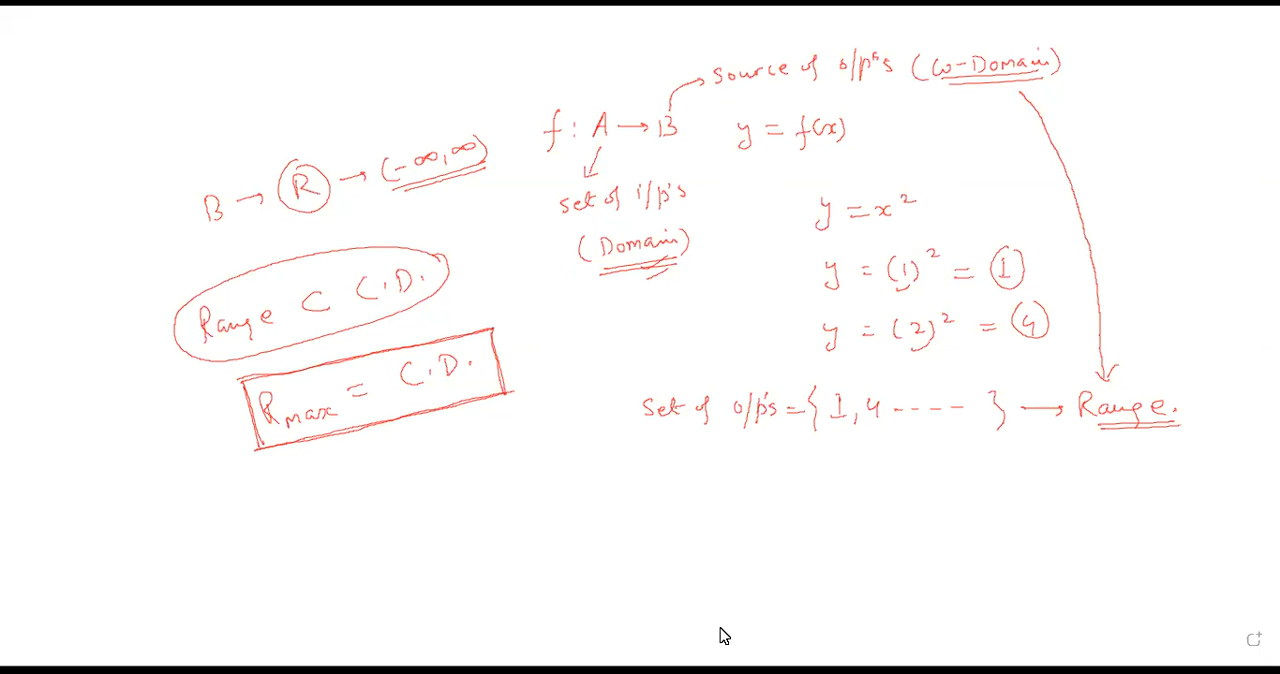 Source of o/p's (Co-Domain)
f : A → B
y = f(x)
B → R → (-∞, ∞)
set of i/p's
(Domain)
y = x²
y = (1)² = 1
y = (2)² = 4
Range ⊂ C.D.
Rmax = C.D.
Set of o/p's = {1, 4 ---- } → Range.